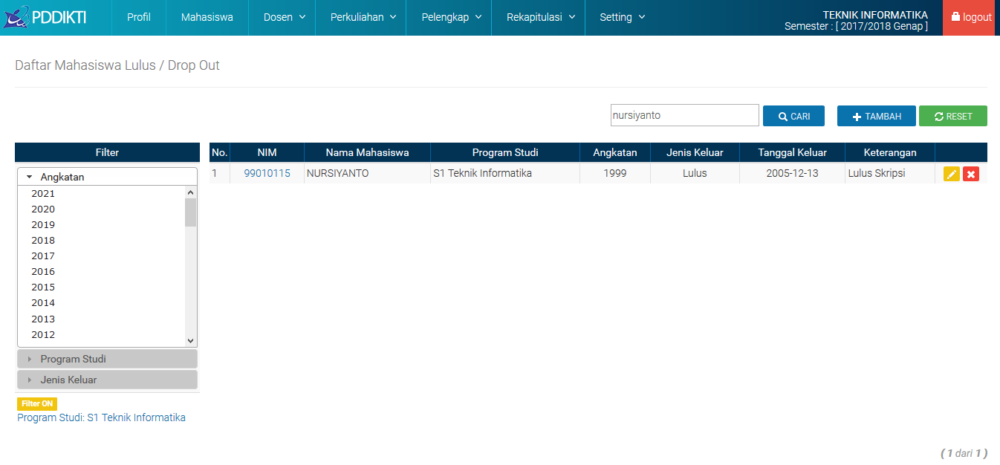 PDDIKTI Profil Mahasiswa Dosen Perkuliahan Pelengkap Rekapitulasi Setting TEKNIK INFORMATIKA logout
Semester : [ 2017/2018 Genap ]
Daftar Mahasiswa Lulus / Drop Out
nursiyanto CARI TAMBAH RESET
Filter
Angkatan
2021
2020
2019
2018
2017
2016
2015
2014
2013
2012
Program Studi
Jenis Keluar
Filter ON
Program Studi: S1 Teknik Informatika
No. NIM Nama Mahasiswa Program Studi Angkatan Jenis Keluar Tanggal Keluar Keterangan
1 99010115 NURSIYANTO S1 Teknik Informatika 1999 Lulus 2005-12-13 Lulus Skripsi
( 1 dari 1 )